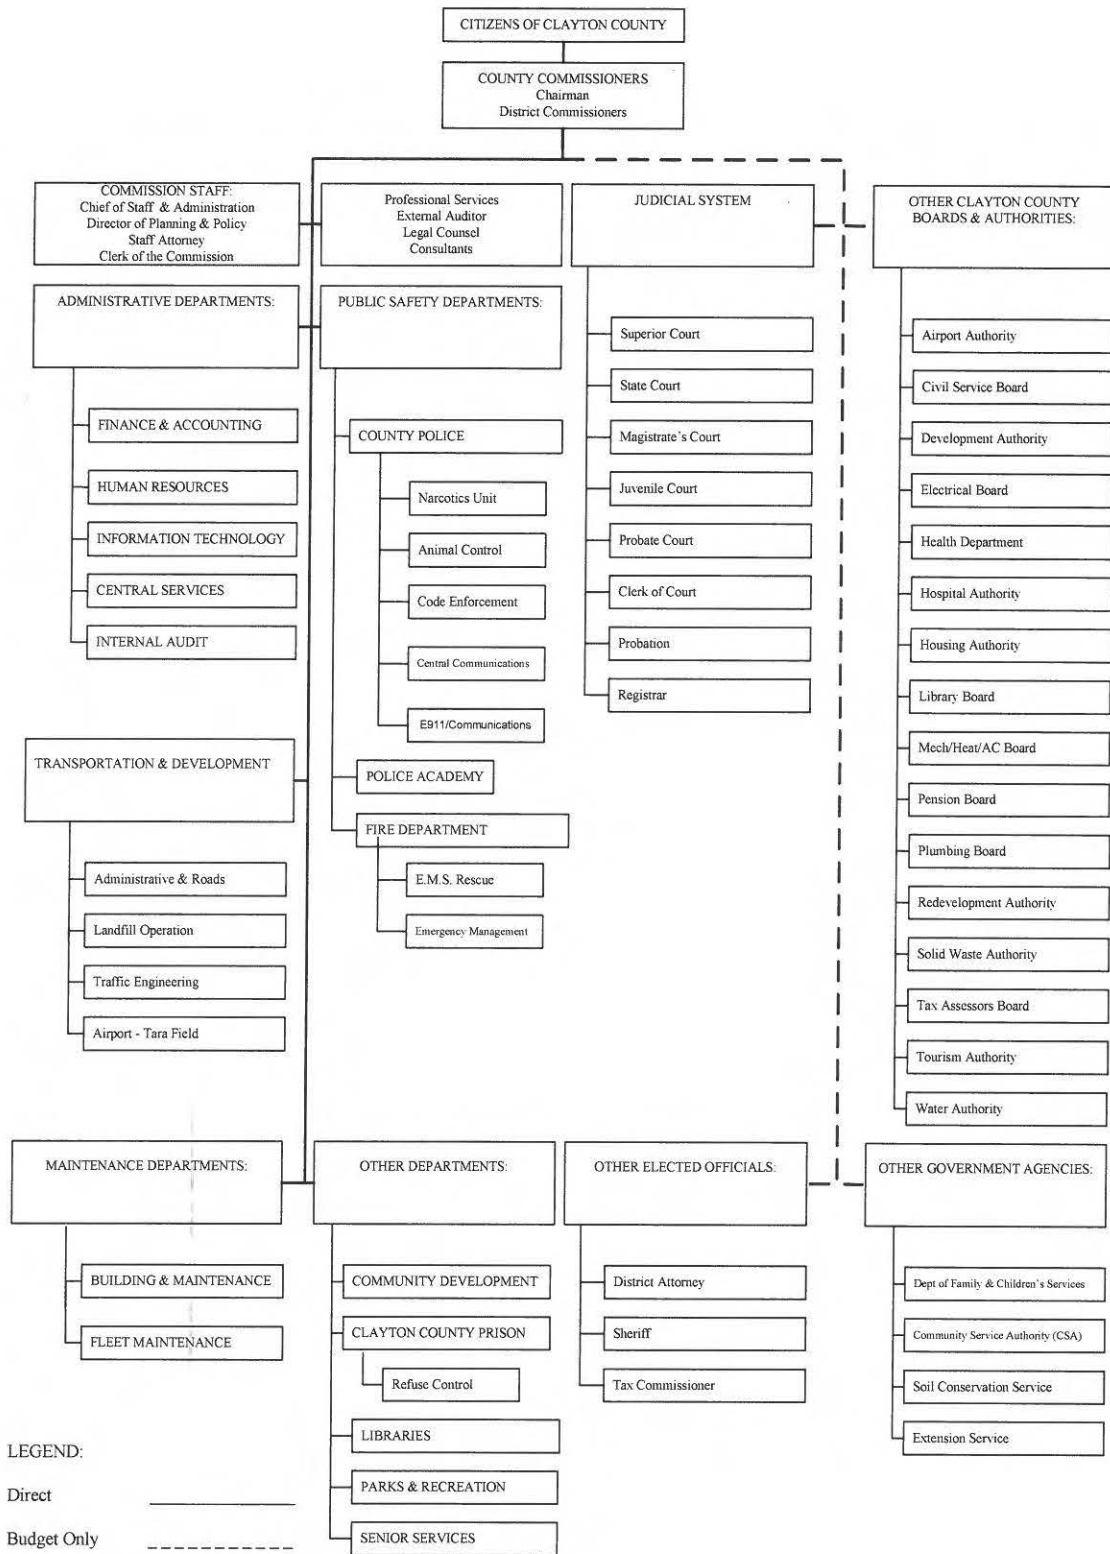 CITIZENS OF CLAYTON COUNTY
COUNTY COMMISSIONERS
Chairman
District Commissioners
COMMISSION STAFF:
Chief of Staff & Administration
Director of Planning & Policy
Staff Attorney
Clerk of the Commission
Professional Services
External Auditor
Legal Counsel
Consultants
JUDICIAL SYSTEM
OTHER CLAYTON COUNTY
BOARDS & AUTHORITIES:
ADMINISTRATIVE DEPARTMENTS:
FINANCE & ACCOUNTING
HUMAN RESOURCES
INFORMATION TECHNOLOGY
CENTRAL SERVICES
INTERNAL AUDIT
PUBLIC SAFETY DEPARTMENTS:
COUNTY POLICE
Narcotics Unit
Animal Control
Code Enforcement
Central Communications
E911/Communications
POLICE ACADEMY
FIRE DEPARTMENT
E.M.S. Rescue
Emergency Management
Superior Court
State Court
Magistrate's Court
Juvenile Court
Probate Court
Clerk of Court
Probation
Registrar
Airport Authority
Civil Service Board
Development Authority
Electrical Board
Health Department
Hospital Authority
Housing Authority
Library Board
Mech/Heat/AC Board
Pension Board
Plumbing Board
Redevelopment Authority
Solid Waste Authority
Tax Assessors Board
Tourism Authority
Water Authority
TRANSPORTATION & DEVELOPMENT
Administrative & Roads
Landfill Operation
Traffic Engineering
Airport - Tara Field
MAINTENANCE DEPARTMENTS:
BUILDING & MAINTENANCE
FLEET MAINTENANCE
OTHER DEPARTMENTS:
COMMUNITY DEVELOPMENT
CLAYTON COUNTY PRISON
Refuse Control
LIBRARIES
PARKS & RECREATION
SENIOR SERVICES
OTHER ELECTED OFFICIALS:
District Attorney
Sheriff
Tax Commissioner
OTHER GOVERNMENT AGENCIES:
Dept of Family & Children's Services
Community Service Authority (CSA)
Soil Conservation Service
Extension Service
LEGEND:
Direct
Budget Only